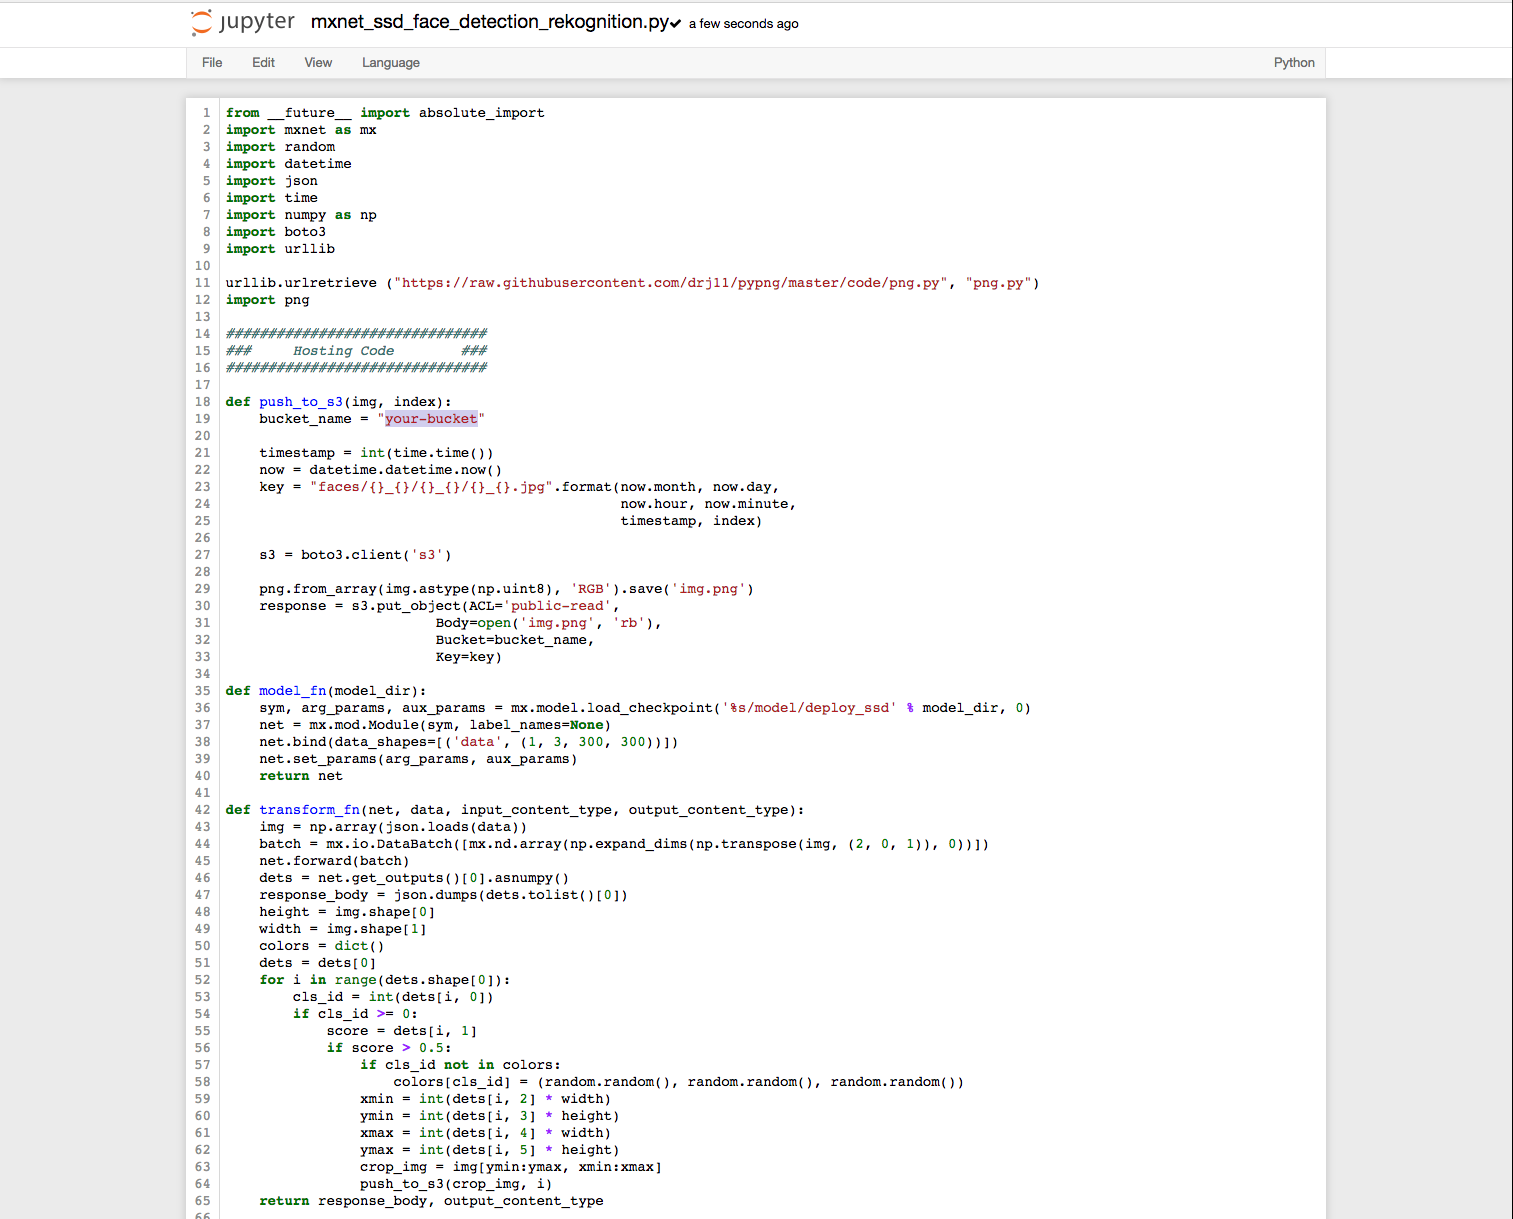 jupyter mxnet_ssd_face_detection_rekognition.py✔ a few seconds ago
File Edit View Language Python
1 from __future__ import absolute_import
2 import mxnet as mx
3 import random
4 import datetime
5 import json
6 import time
7 import numpy as np
8 import boto3
9 import urllib
10
11 urllib.urlretrieve ("https://raw.githubusercontent.com/drj11/pypng/master/code/png.py", "png.py")
12 import png
13
14 ###############################
15 ###     Hosting Code        ###
16 ###############################
17
18 def push_to_s3(img, index):
19     bucket_name = "your-bucket"
20
21     timestamp = int(time.time())
22     now = datetime.datetime.now()
23     key = "faces/{}_{}/{}_{}/{}_{}.jpg".format(now.month, now.day,
24                                                now.hour, now.minute,
25                                                timestamp, index)
26
27     s3 = boto3.client('s3')
28
29     png.from_array(img.astype(np.uint8), 'RGB').save('img.png')
30     response = s3.put_object(ACL='public-read',
31                          Body=open('img.png', 'rb'),
32                          Bucket=bucket_name,
33                          Key=key)
34
35 def model_fn(model_dir):
36     sym, arg_params, aux_params = mx.model.load_checkpoint('%s/model/deploy_ssd' % model_dir, 0)
37     net = mx.mod.Module(sym, label_names=None)
38     net.bind(data_shapes=[('data', (1, 3, 300, 300))])
39     net.set_params(arg_params, aux_params)
40     return net
41
42 def transform_fn(net, data, input_content_type, output_content_type):
43     img = np.array(json.loads(data))
44     batch = mx.io.DataBatch([mx.nd.array(np.expand_dims(np.transpose(img, (2, 0, 1)), 0))])
45     net.forward(batch)
46     dets = net.get_outputs()[0].asnumpy()
47     response_body = json.dumps(dets.tolist()[0])
48     height = img.shape[0]
49     width = img.shape[1]
50     colors = dict()
51     dets = dets[0]
52     for i in range(dets.shape[0]):
53         cls_id = int(dets[i, 0])
54         if cls_id >= 0:
55             score = dets[i, 1]
56             if score > 0.5:
57                 if cls_id not in colors:
58                     colors[cls_id] = (random.random(), random.random(), random.random())
59                 xmin = int(dets[i, 2] * width)
60                 ymin = int(dets[i, 3] * height)
61                 xmax = int(dets[i, 4] * width)
62                 ymax = int(dets[i, 5] * height)
63                 crop_img = img[ymin:ymax, xmin:xmax]
64                 push_to_s3(crop_img, i)
65     return response_body, output_content_type
66